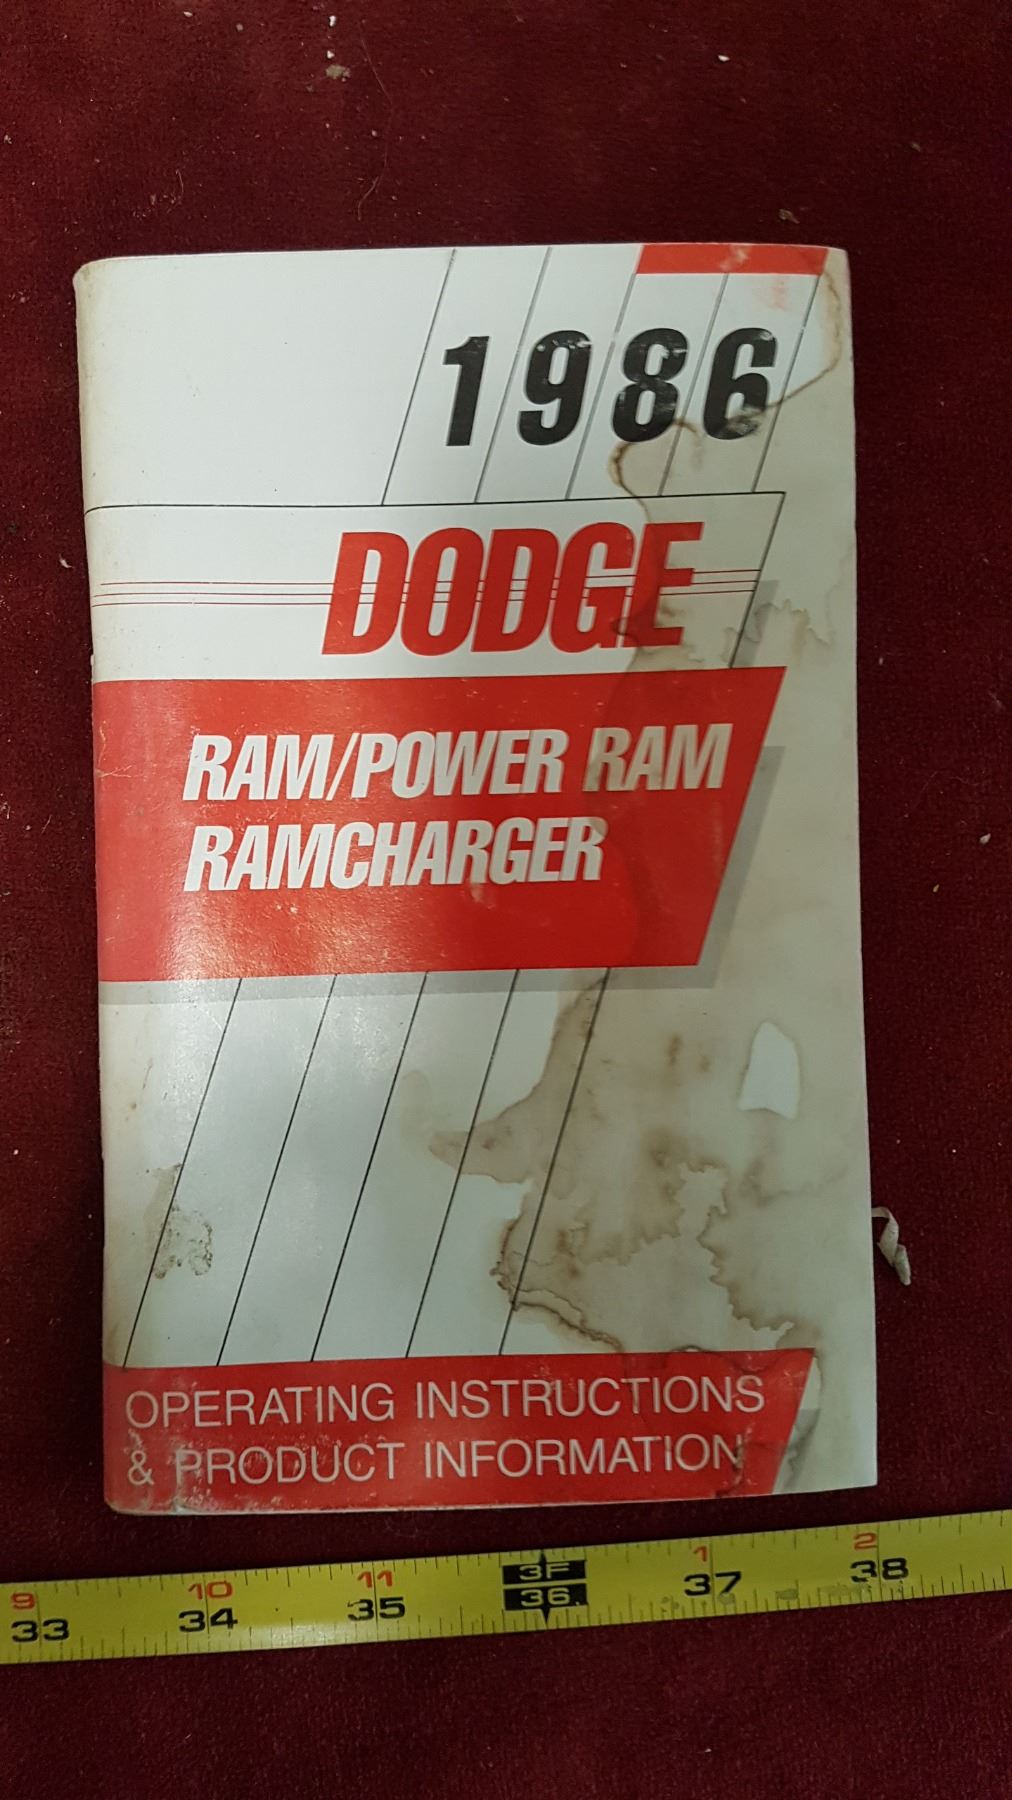 1986
DODGE
RAM/POWER RAM
RAMCHARGER
OPERATING INSTRUCTIONS
& PRODUCT INFORMATION
9 10 11 3F 1 2
33 34 35 36 37 38